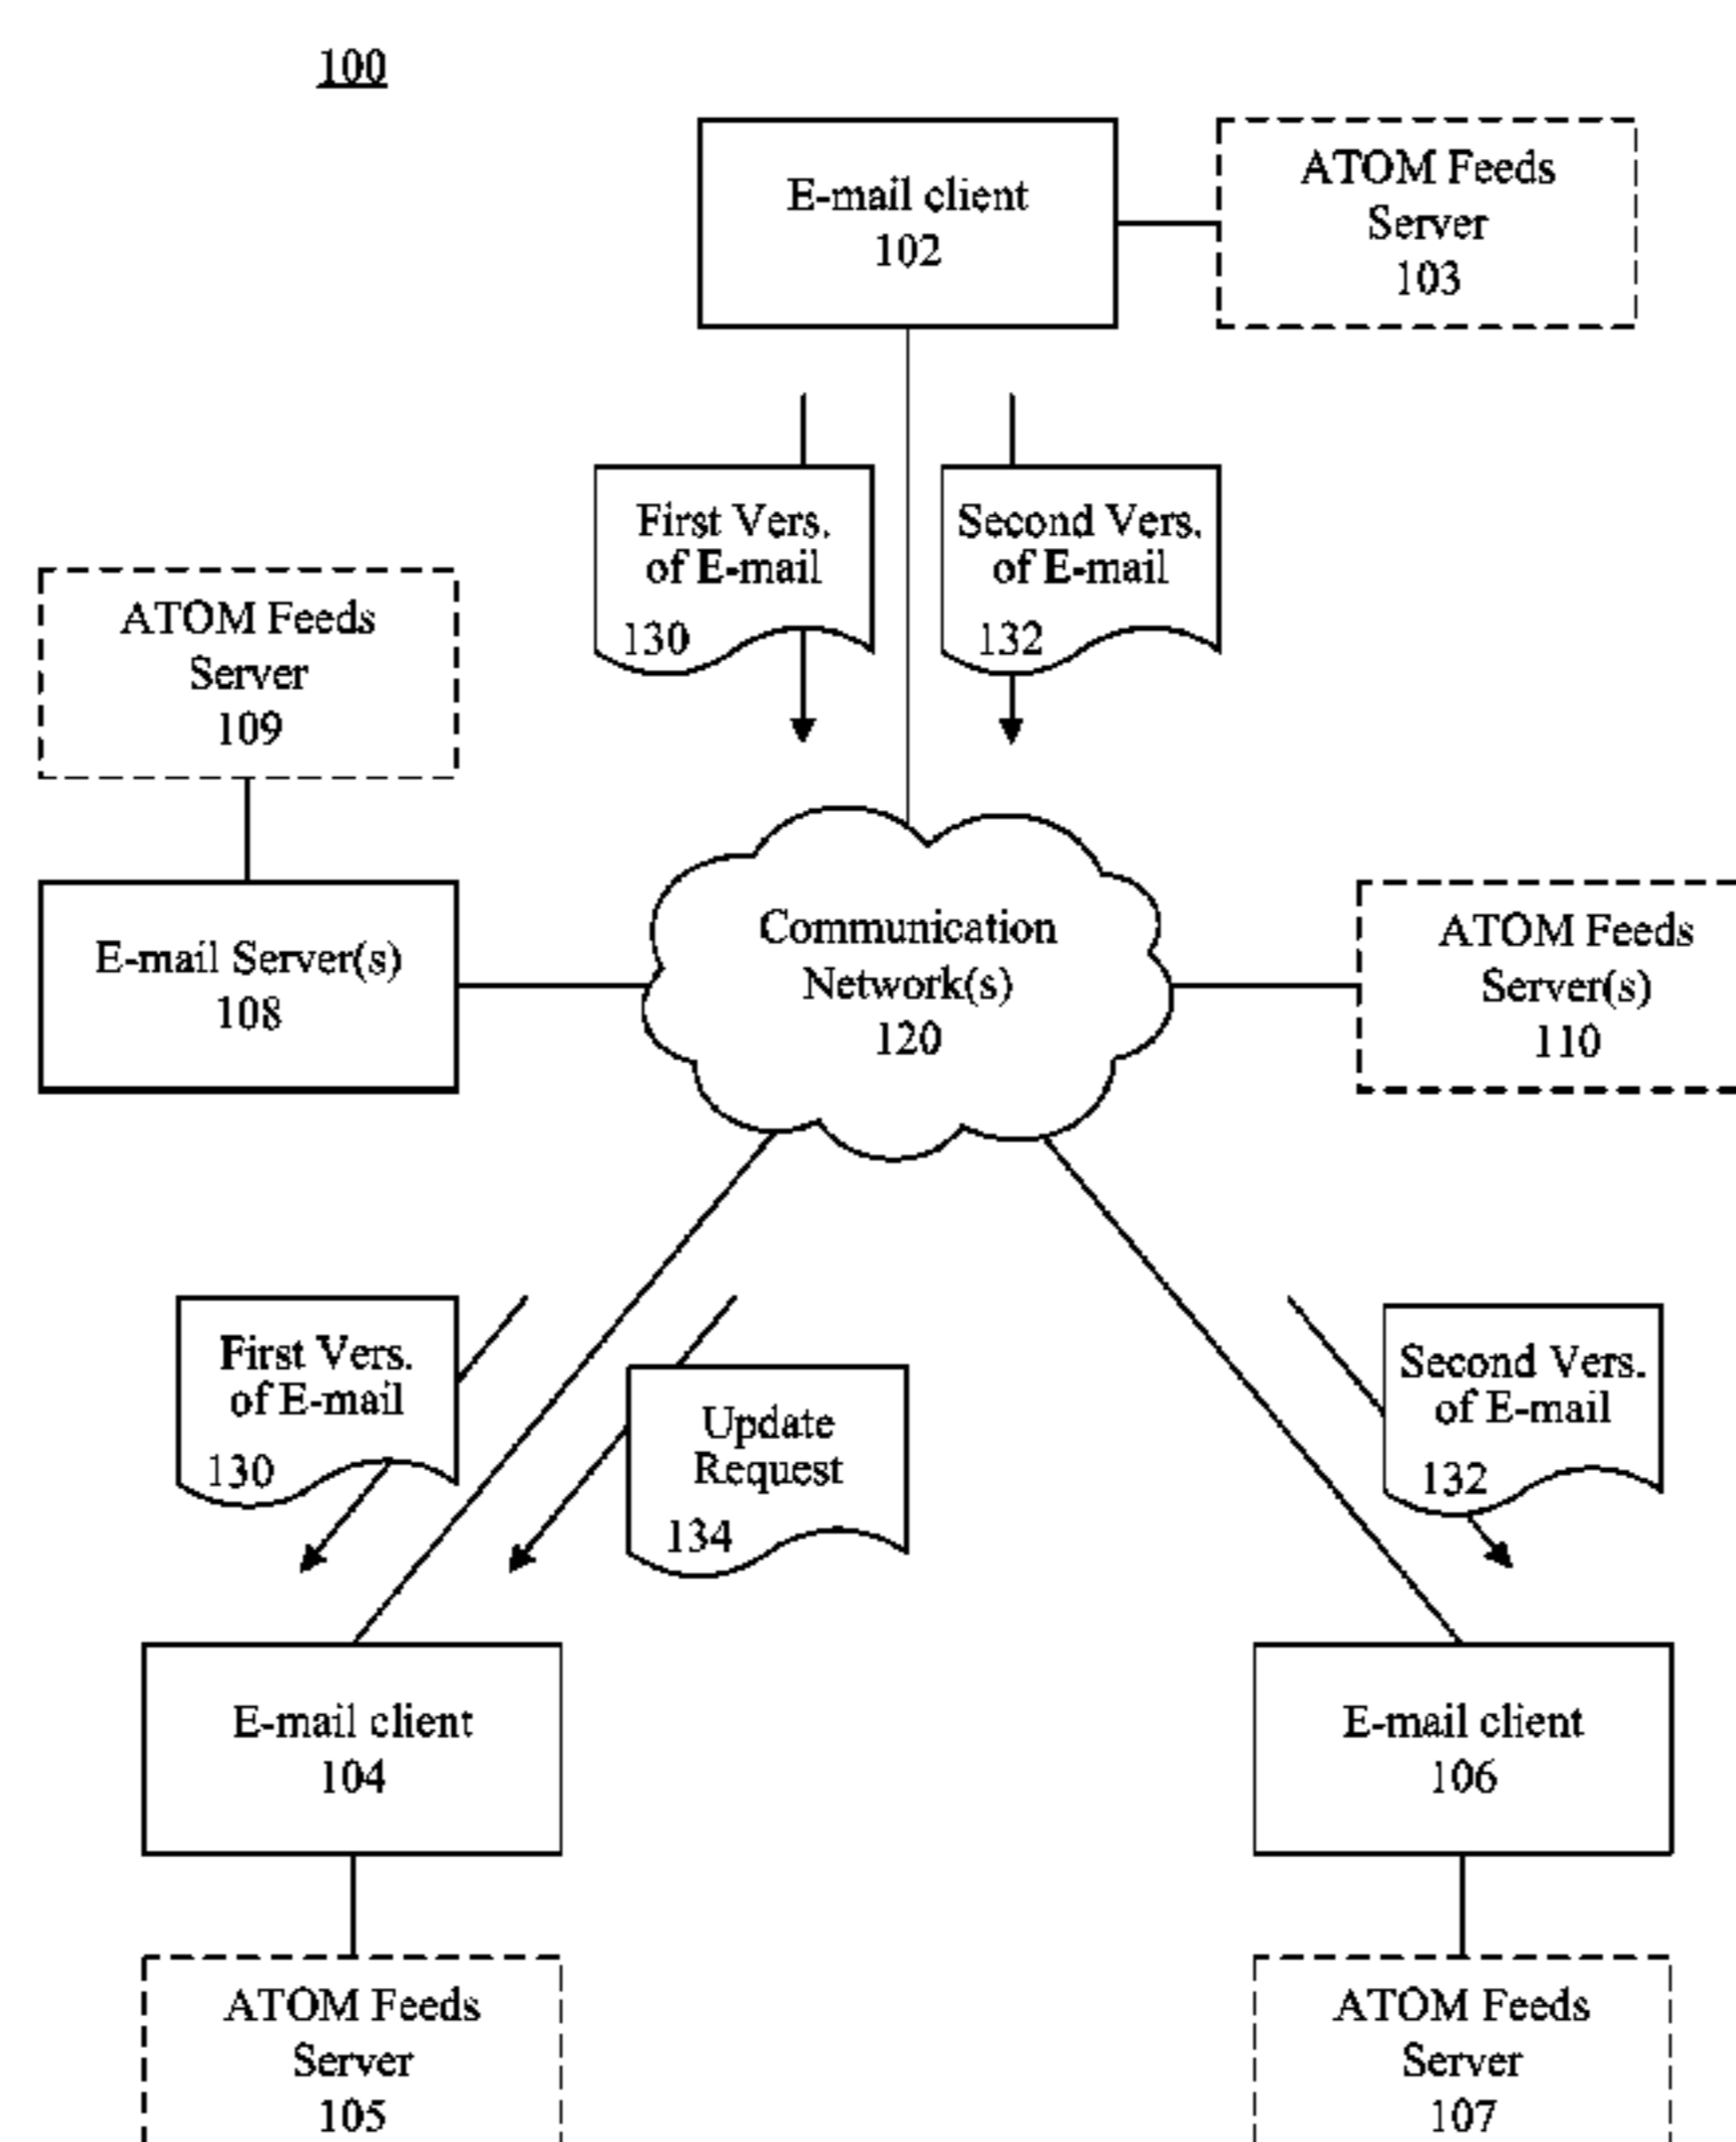 100
E-mail client
102
ATOM Feeds
Server
103
First Vers.
of E-mail
130
Second Vers.
of E-mail
132
ATOM Feeds
Server
109
E-mail Server(s)
108
Communication
Network(s)
120
ATOM Feeds
Server(s)
110
First Vers.
of E-mail
130
Update
Request
134
Second Vers.
of E-mail
132
E-mail client
104
E-mail client
106
ATOM Feeds
Server
105
ATOM Feeds
Server
107